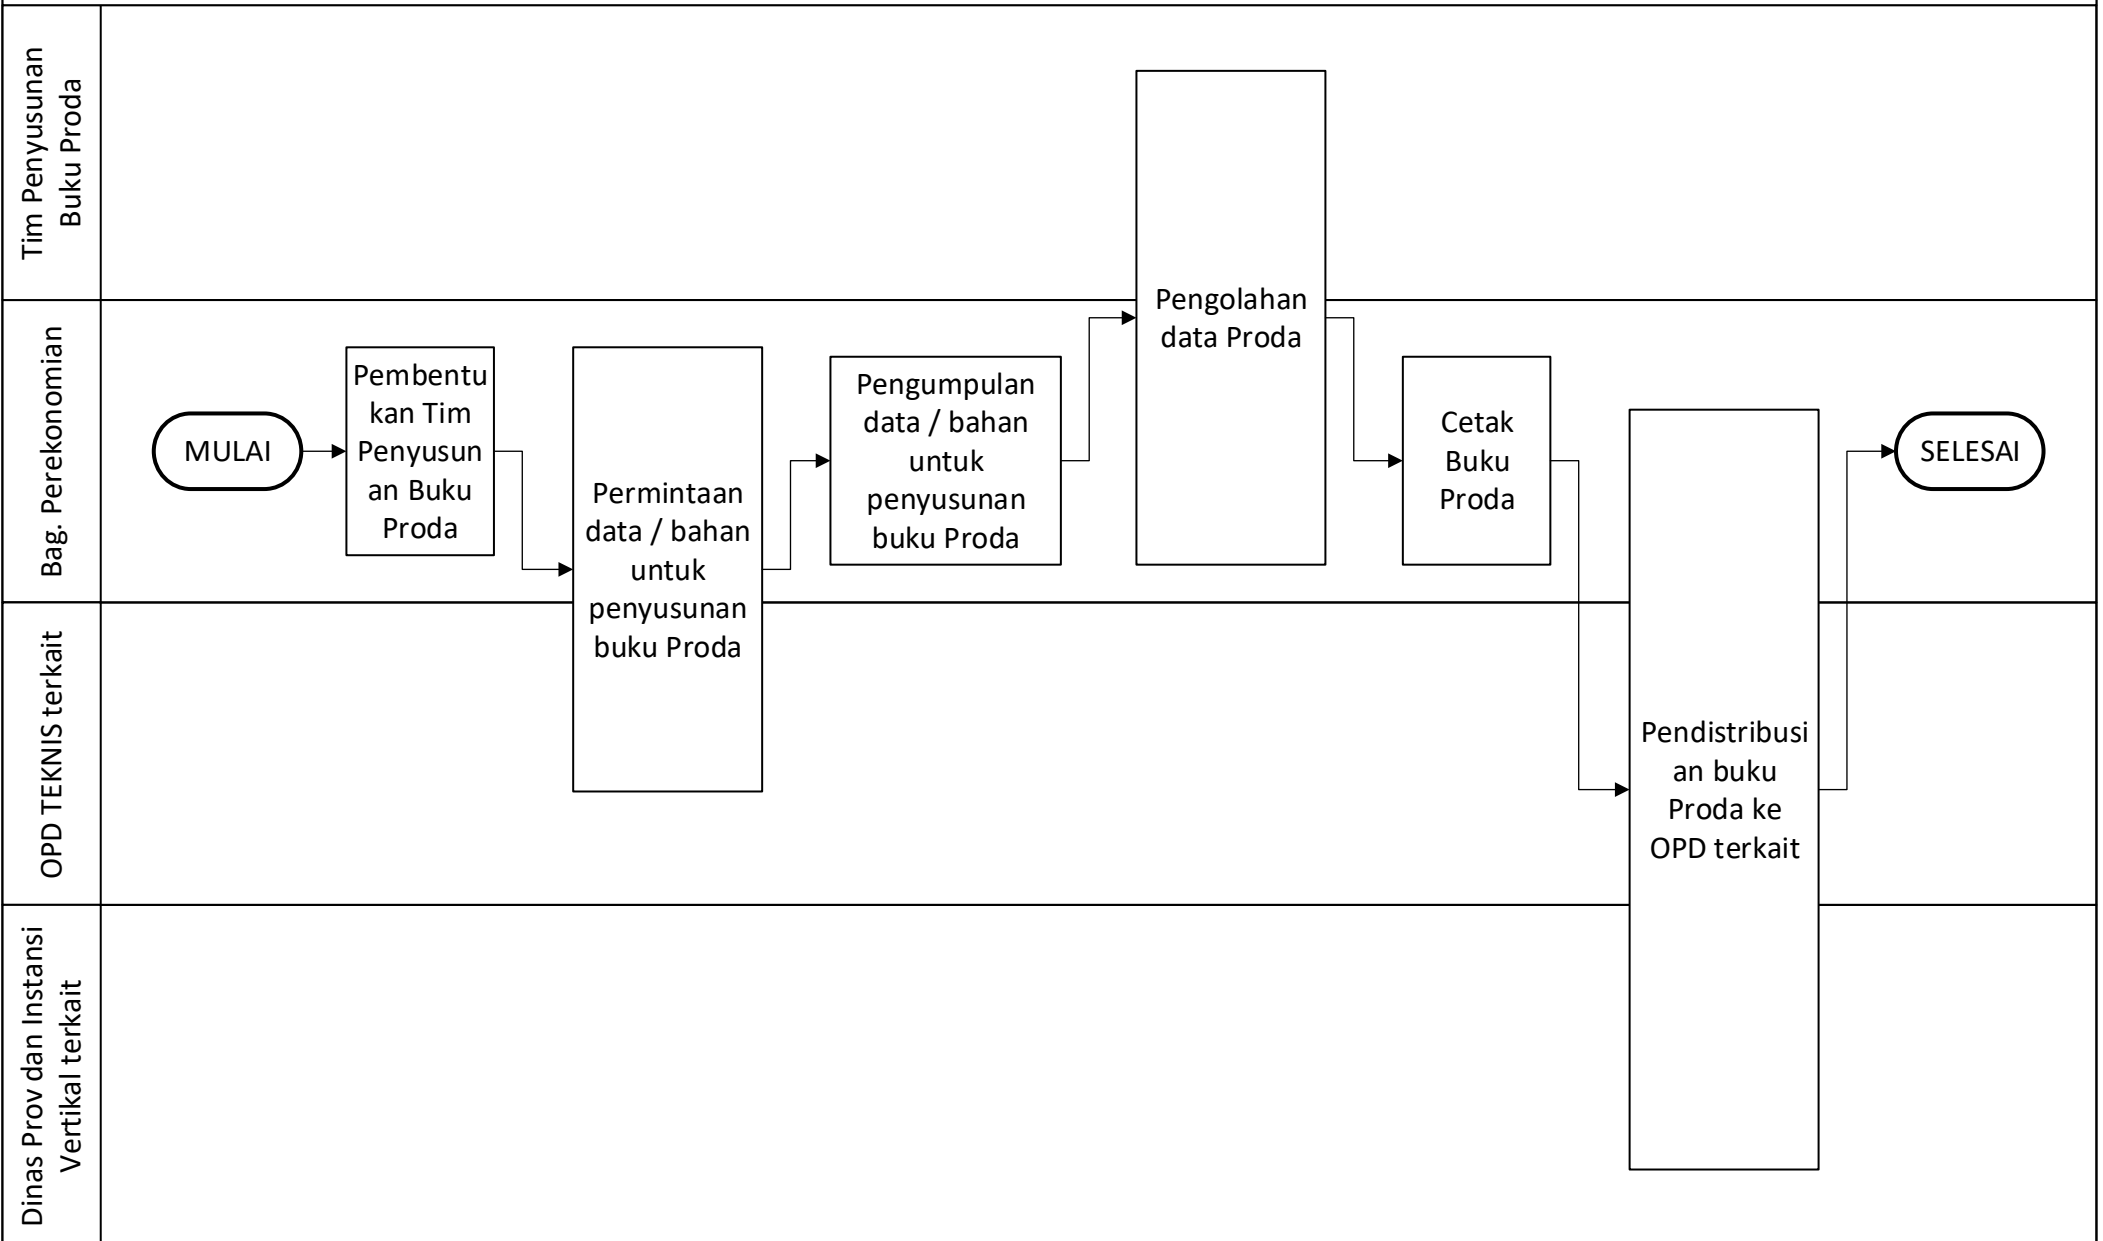 Tim Penyusunan
Buku Proda
Bag. Perekonomian
OPD TEKNIS terkait
Dinas Prov dan Instansi
Vertikal terkait
MULAI
Pembentu
kan Tim
Penyusun
an Buku
Proda
Permintaan
data / bahan
untuk
penyusunan
buku Proda
Pengumpulan
data / bahan
untuk
penyusunan
buku Proda
Pengolahan
data Proda
Cetak
Buku
Proda
Pendistribusi
an buku
Proda ke
OPD terkait
SELESAI